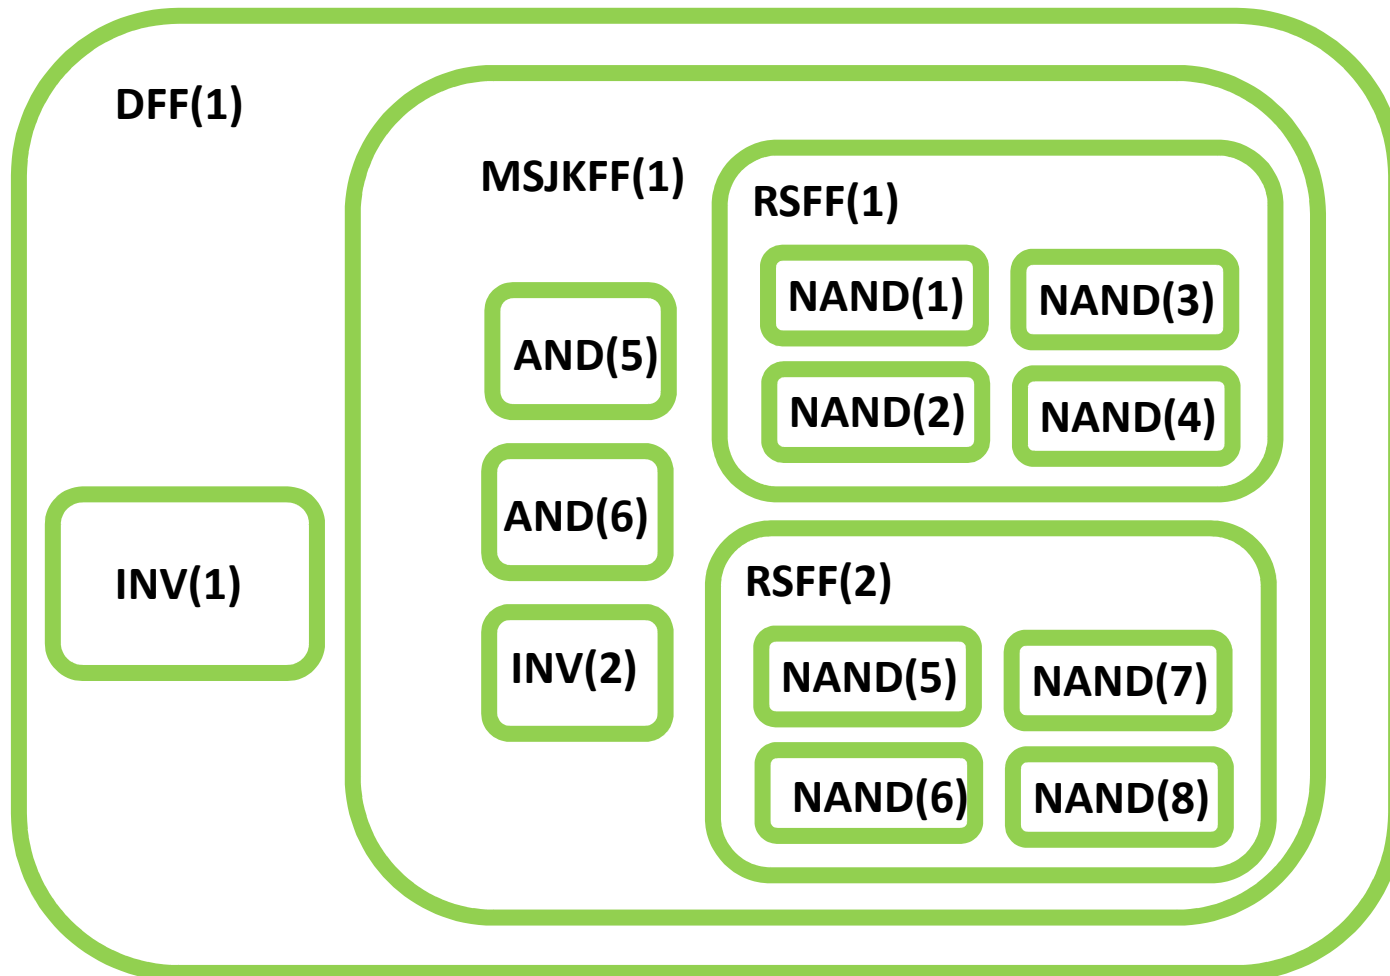 DFF(1)
MSJKFF(1)
RSFF(1)
NAND(1)
NAND(3)
NAND(2)
NAND(4)
AND(5)
AND(6)
INV(2)
INV(1)
RSFF(2)
NAND(5)
NAND(7)
NAND(6)
NAND(8)